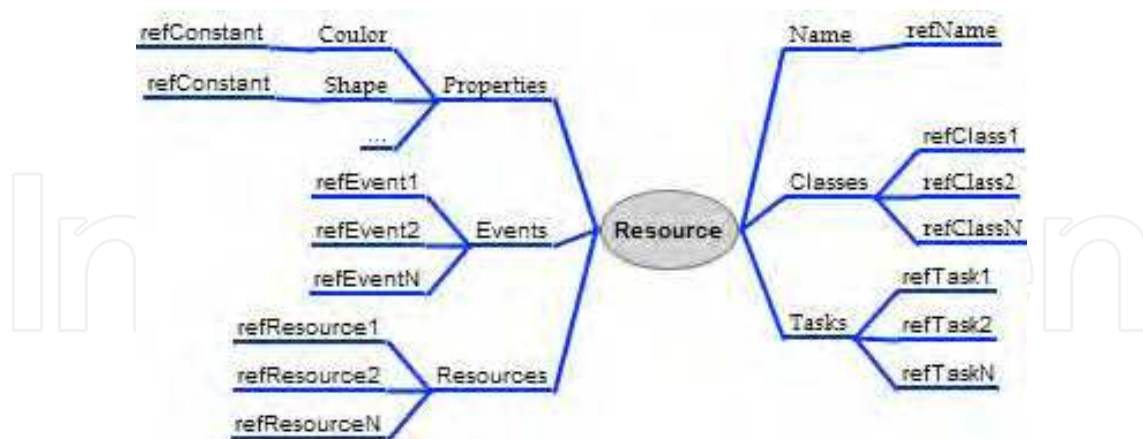 refConstant Coulor
refConstant Shape Properties
...
refEvent1
refEvent2 Events
refEventN
refResource1
refResource2 Resources
refResourceN
Resource
Name refName
refClass1
Classes refClass2
refClassN
refTask1
Tasks refTask2
refTaskN